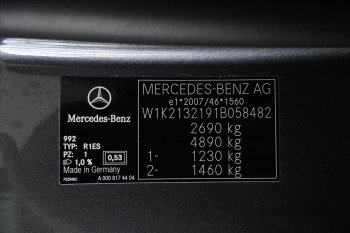 MERCEDES-BENZ AG
e1*2007/46*1560
W1K2132191B058482
2690 kg
4890 kg
1- 1230 kg
2- 1460 kg
Mercedes-Benz
992
TYP: R1ES
PZ: 1
1,0 % 0,53
Made in Germany
A 000 817 44 04